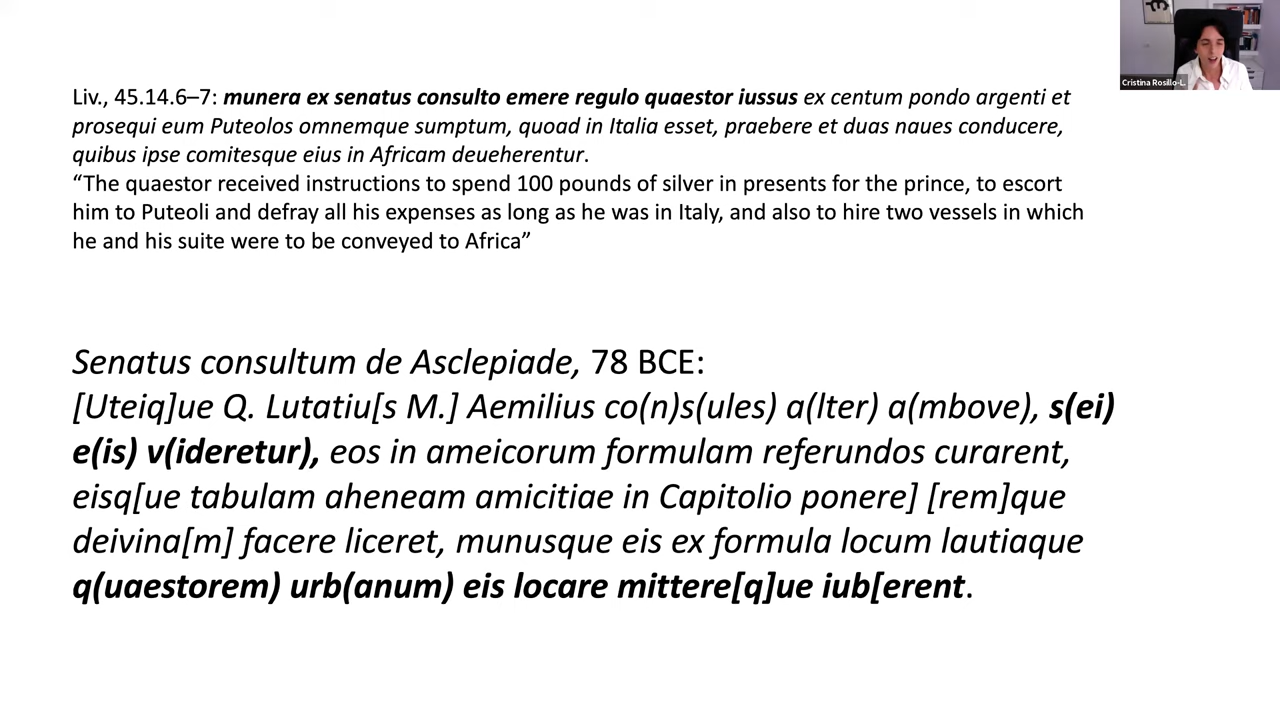 Cristina Rosillo-L.
Liv., 45.14.6–7: munera ex senatus consulto emere regulo quaestor iussus ex centum pondo argenti et
prosequi eum Puteolos omnemque sumptum, quoad in Italia esset, praebere et duas naues conducere,
quibus ipse comitesque eius in Africam deueherentur.
“The quaestor received instructions to spend 100 pounds of silver in presents for the prince, to escort
him to Puteoli and defray all his expenses as long as he was in Italy, and also to hire two vessels in which
he and his suite were to be conveyed to Africa”
Senatus consultum de Asclepiade, 78 BCE:
[Uteiq]ue Q. Lutatiu[s M.] Aemilius co(n)s(ules) a(lter) a(mbove), s(ei)
e(is) v(ideretur), eos in ameicorum formulam referundos curarent,
eisq[ue tabulam aheneam amicitiae in Capitolio ponere] [rem]que
deivina[m] facere liceret, munusque eis ex formula locum lautiaque
q(uaestorem) urb(anum) eis locare mittere[q]ue iub[erent.